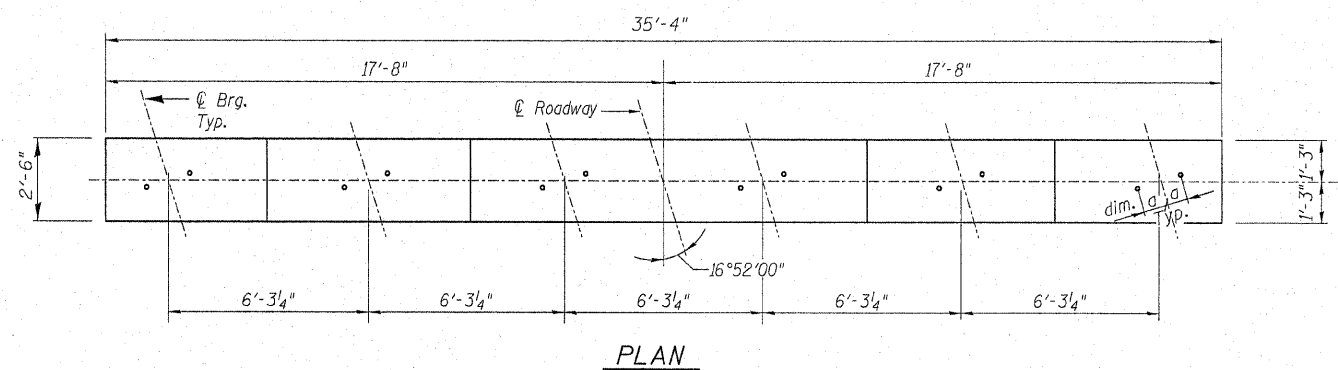 35'-4"
17'-8" 17'-8"
℄ Brg.
Typ.
℄ Roadway
2'-6"
1'-3"
1'-3"
dim. a a
Typ.
16°52'00"
6'-3¼" 6'-3¼" 6'-3¼" 6'-3¼" 6'-3¼"
PLAN